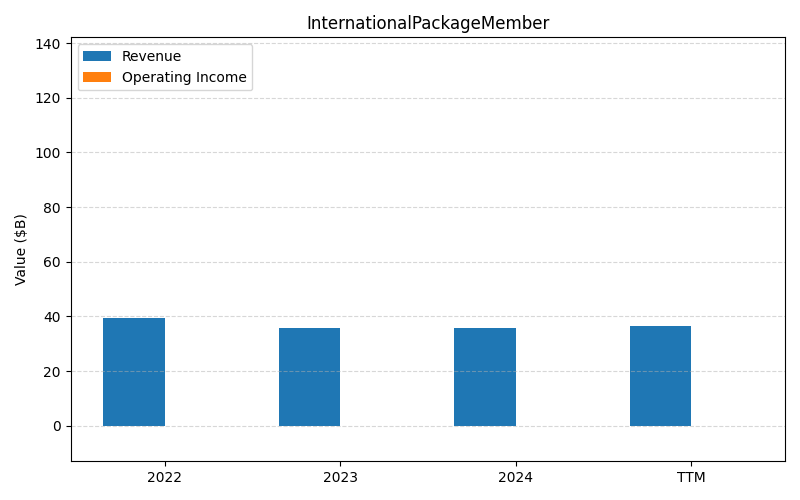 InternationalPackageMember
Revenue
Operating Income
Value ($B)
140
120
100
80
60
40
20
0
2022
2023
2024
TTM